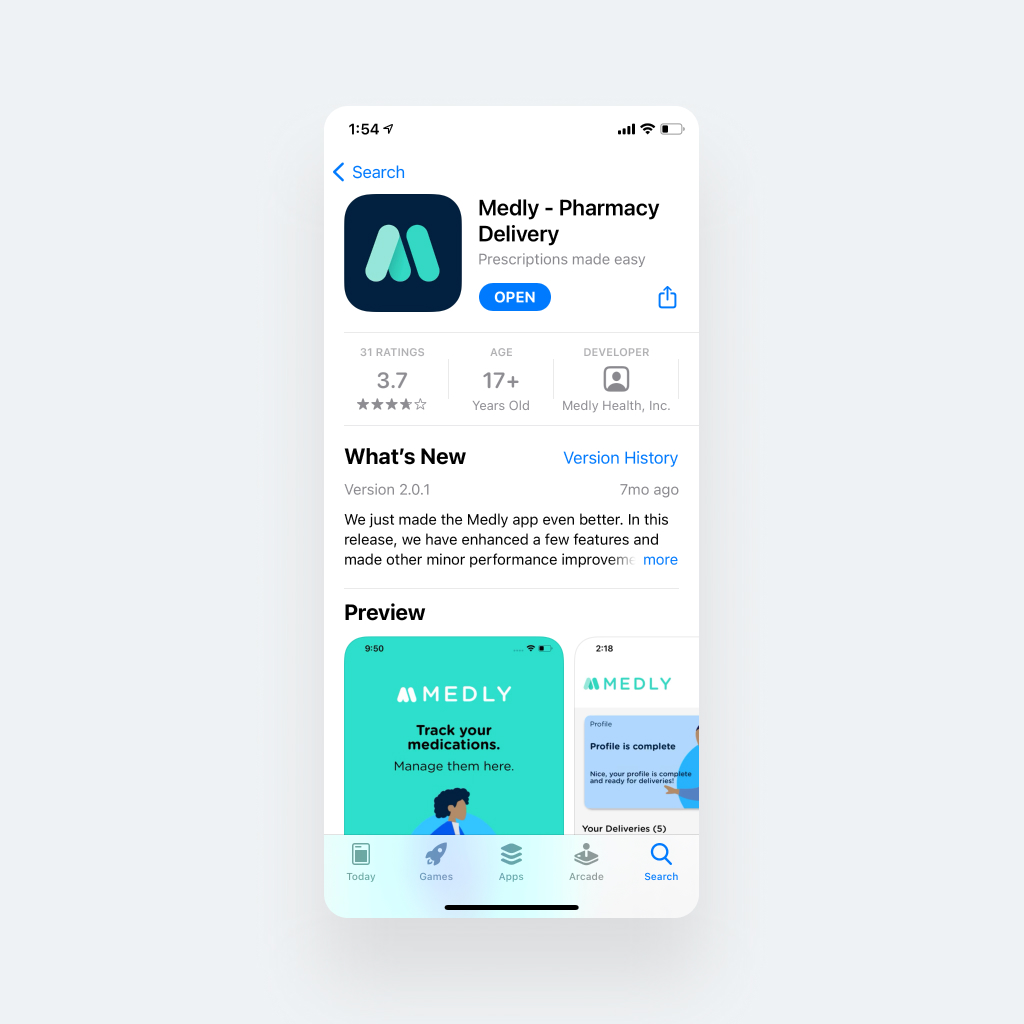 1:54
Search
Medly - Pharmacy
Delivery
Prescriptions made easy
OPEN
31 RATINGS
AGE
DEVELOPER
3.7
17+
Years Old
Medly Health, Inc.
What’s New
Version History
Version 2.0.1
7mo ago
We just made the Medly app even better. In this
release, we have enhanced a few features and
made other minor performance improveme more
Preview
9:50
MEDLY
Track your
medications.
Manage them here.
2:18
MEDLY
Profile
Profile is complete
Nice, your profile is complete
and ready for deliveries!
Your Deliveries (5)
Today
Games
Apps
Arcade
Search